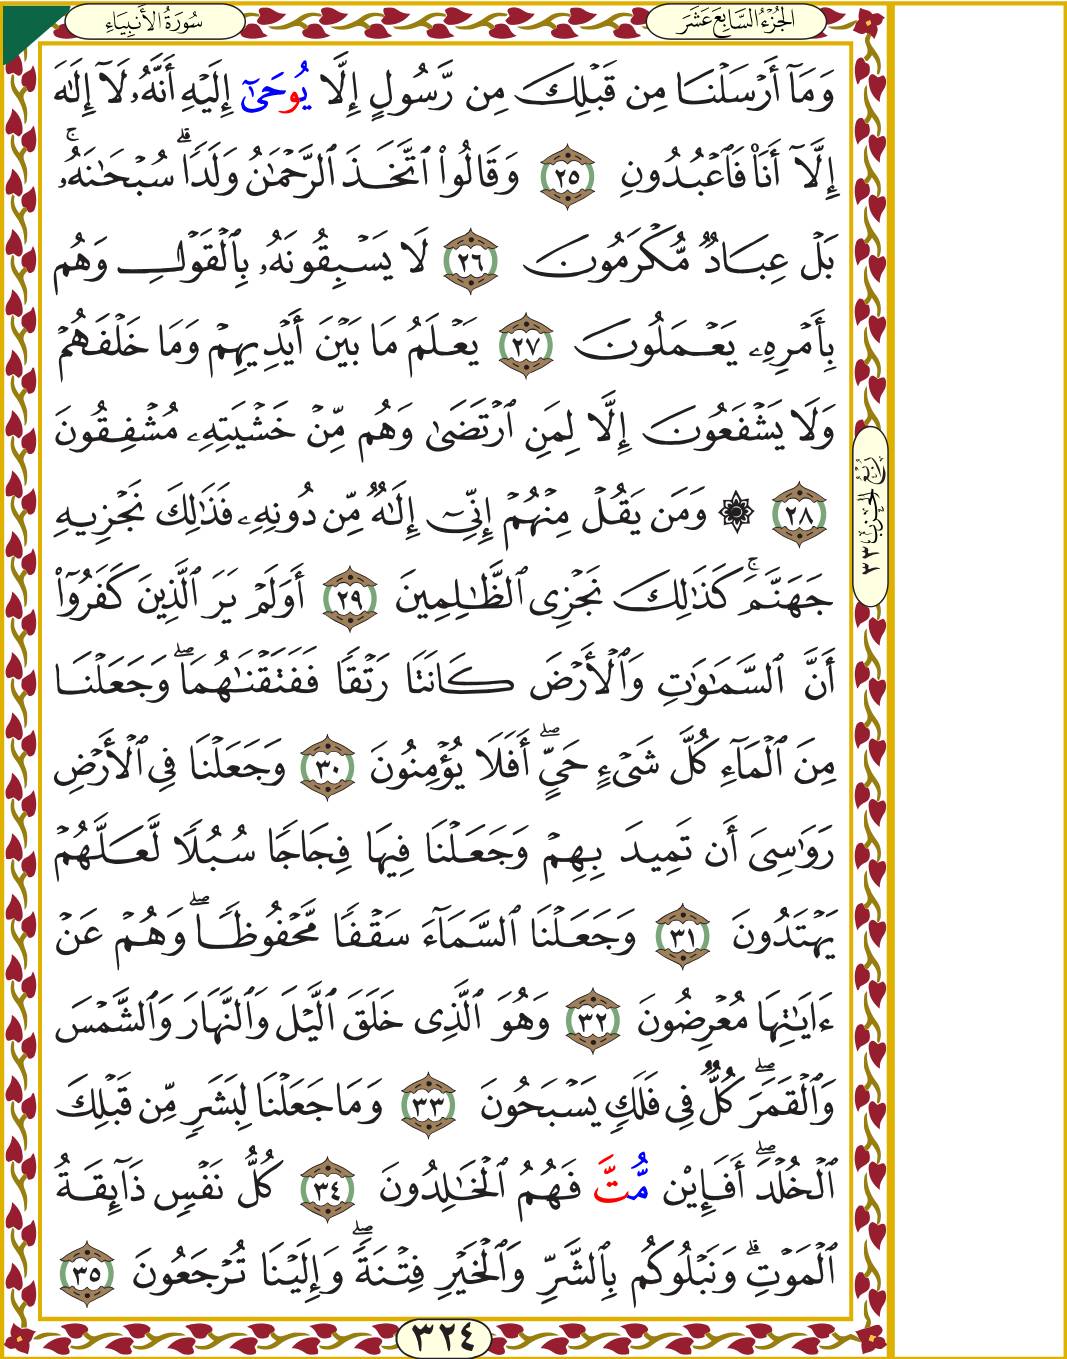 الجُزْءُ السَّابِعَ عَشَرَ
سُورَةُ الأَنبِيَاءِ
وَمَآ أَرۡسَلۡنَا مِن قَبۡلِكَ مِن رَّسُولٍ إِلَّا يُوحَىٰٓ إِلَيۡهِ أَنَّهُۥ لَآ إِلَٰهَ
إِلَّآ أَنَا۠ فَٱعۡبُدُونِ ٢٥ وَقَالُواْ ٱتَّخَذَ ٱلرَّحۡمَٰنُ وَلَدٗاۗ سُبۡحَٰنَهُۥۚ
بَلۡ عِبَادٞ مُّكۡرَمُونَ ٢٦ لَا يَسۡبِقُونَهُۥ بِٱلۡقَوۡلِ وَهُم
بِأَمۡرِهِۦ يَعۡمَلُونَ ٢٧ يَعۡلَمُ مَا بَيۡنَ أَيۡدِيهِمۡ وَمَا خَلۡفَهُمۡ
وَلَا يَشۡفَعُونَ إِلَّا لِمَنِ ٱرۡتَضَىٰ وَهُم مِّنۡ خَشۡيَتِهِۦ مُشۡفِقُونَ
٢٨ ۞ وَمَن يَقُلۡ مِنۡهُمۡ إِنِّيٓ إِلَٰهٞ مِّن دُونِهِۦ فَذَٰلِكَ نَجۡزِيهِ
جَهَنَّمَۚ كَذَٰلِكَ نَجۡزِي ٱلظَّٰلِمِينَ ٢٩ أَوَلَمۡ يَرَ ٱلَّذِينَ كَفَرُوٓاْ
أَنَّ ٱلسَّمَٰوَٰتِ وَٱلۡأَرۡضَ كَانَتَا رَتۡقٗا فَفَتَقۡنَٰهُمَاۖ وَجَعَلۡنَا
مِنَ ٱلۡمَآءِ كُلَّ شَيۡءٍ حَيٍّۖ أَفَلَا يُؤۡمِنُونَ ٣٠ وَجَعَلۡنَا فِي ٱلۡأَرۡضِ
رَوَٰسِيَ أَن تَمِيدَ بِهِمۡ وَجَعَلۡنَا فِيهَا فِجَاجٗا سُبُلٗا لَّعَلَّهُمۡ
يَهۡتَدُونَ ٣١ وَجَعَلۡنَا ٱلسَّمَآءَ سَقۡفٗا مَّحۡفُوظٗاۖ وَهُمۡ عَنۡ
ءَايَٰتِهَا مُعۡرِضُونَ ٣٢ وَهُوَ ٱلَّذِي خَلَقَ ٱلَّيۡلَ وَٱلنَّهَارَ وَٱلشَّمۡسَ
وَٱلۡقَمَرَۖ كُلّٞ فِي فَلَكٖ يَسۡبَحُونَ ٣٣ وَمَا جَعَلۡنَا لِبَشَرٖ مِّن قَبۡلِكَ
ٱلۡخُلۡدَۖ أَفَإِيْن مُّتَّ فَهُمُ ٱلۡخَٰلِدُونَ ٣٤ كُلُّ نَفۡسٖ ذَآئِقَةُ
ٱلۡمَوۡتِۗ وَنَبۡلُوكُم بِٱلشَّرِّ وَٱلۡخَيۡرِ فِتۡنَةٗۖ وَإِلَيۡنَا تُرۡجَعُونَ ٣٥
رُبْعُ الحِزْبِ ٣٣
٣٢٤